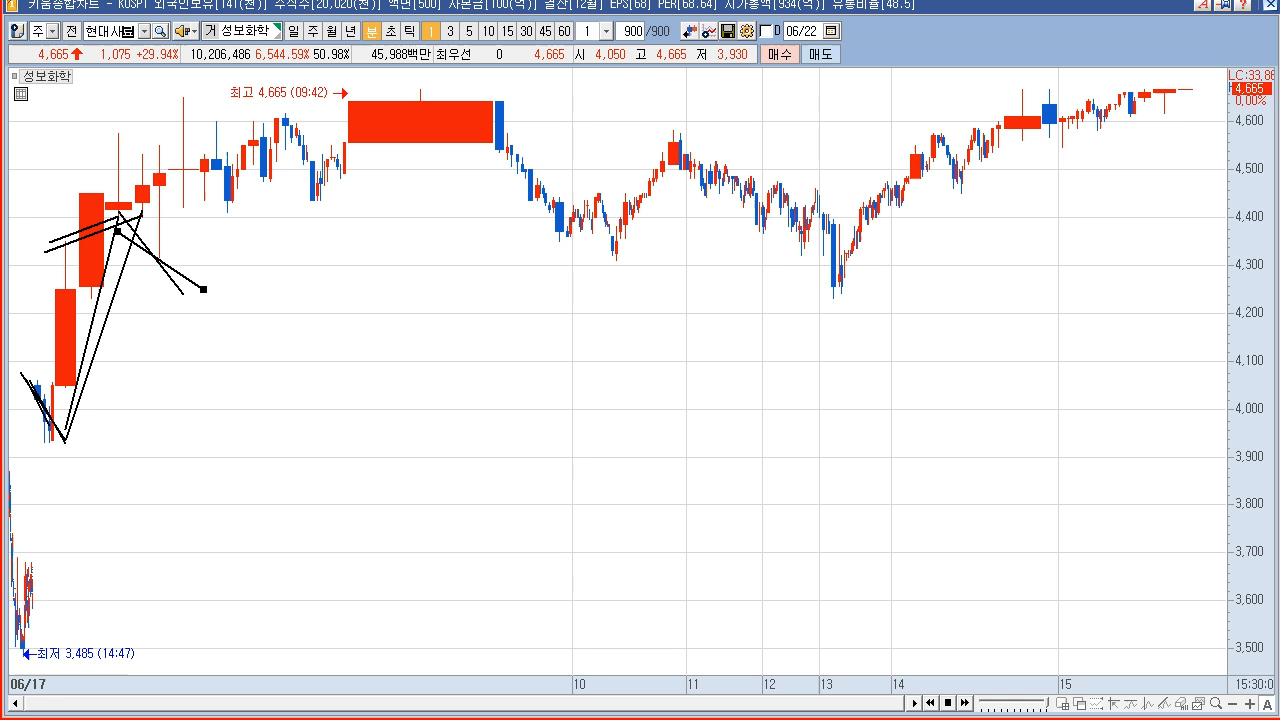 키움종합차트 - KOSPI 외국인보유[141(천)] 주식수[20,020(천)] 액면[500] 자본금[100(억)] 결산[12월] EPS[68] PER[68.64] 시가총액[934(억)] 유통비율[48.5]
주 전 현대사료 거 성보화학 일 주 월 년 분 초 틱 1 3 5 10 15 30 45 60 1 900 /900 D 06/22
4,665 1,075 +29.94% 10,206,486 6,544.59% 50.98% 45,988백만 최우선 0 4,665 시 4,050 고 4,665 저 3,930 매수 매도
성보화학
LC:33,86
4,665
0,00%
최고 4,665 (09:42)
4,600
4,500
4,400
4,300
4,200
4,100
4,000
3,900
3,800
3,700
3,600
3,500
최저 3,485 (14:47)
06/17 10 11 12 13 14 15 15:30:0
A